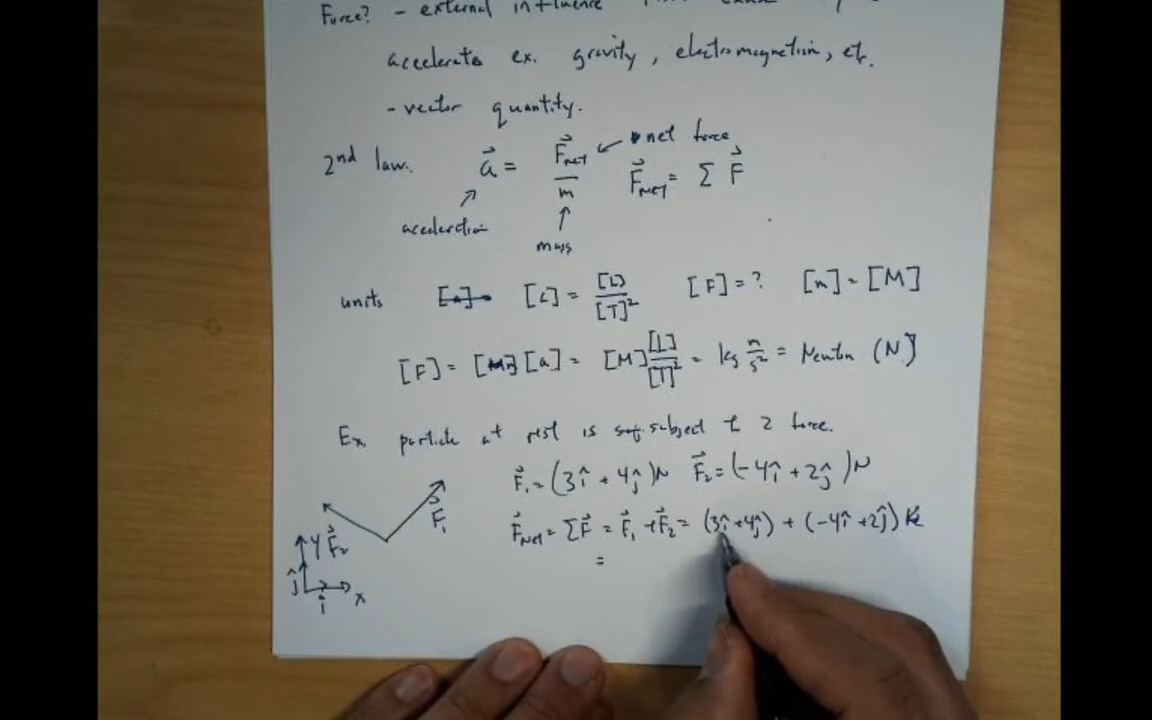 Force? - external influence
accelerate ex. gravity, electromagnetism, etc.
- vector quantity.
2nd law. a⃗ = F⃗NET / m ← net force F⃗NET = Σ F⃗
acceleration
mass
units [L] = [L]/[T]² [F] = ? [m] = [M]
[F] = [m][a] = [M] [L]/[T]² = kg m/s² = Newton (N)
Ex particle at rest is subject to 2 force.
F⃗₁ = (3î + 4ĵ)N F⃗₂ = (-4î + 2ĵ)N
F⃗NET = ΣF⃗ = F⃗₁ + F⃗₂ = (3î + 4ĵ) + (-4î + 2ĵ)
=
F⃗₁
y F⃗₂
ĵ
î x